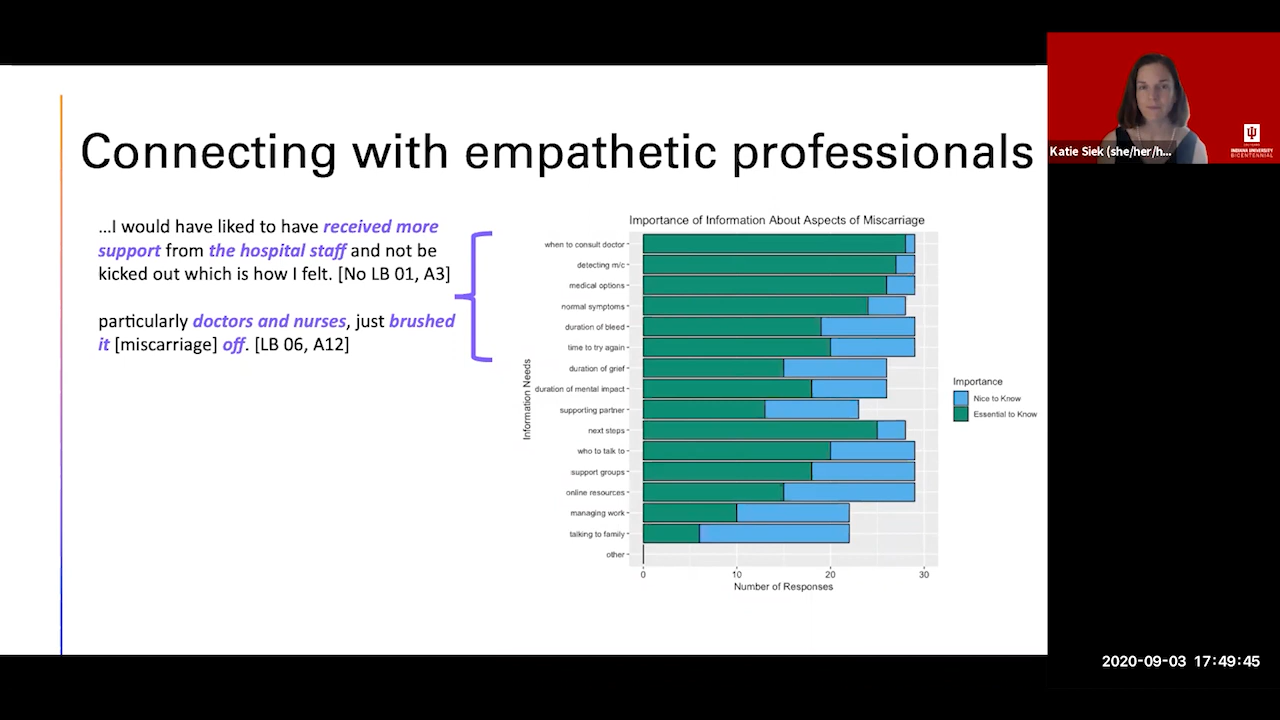 Connecting with empathetic professionals
...I would have liked to have received more
support from the hospital staff and not be
kicked out which is how I felt. [No LB 01, A3]
particularly doctors and nurses, just brushed
it [miscarriage] off. [LB 06, A12]
Importance of Information About Aspects of Miscarriage
Information Needs
when to consult doctor
detecting m/c
medical options
normal symptoms
duration of bleed
time to try again
duration of grief
duration of mental impact
supporting partner
next steps
who to talk to
support groups
online resources
managing work
talking to family
other
0 10 20 30
Number of Responses
Importance
Nice to Know
Essential to Know
Katie Siek (she/her/h...
INDIANA UNIVERSITY
BICENTENNIAL
2020-09-03 17:49:45